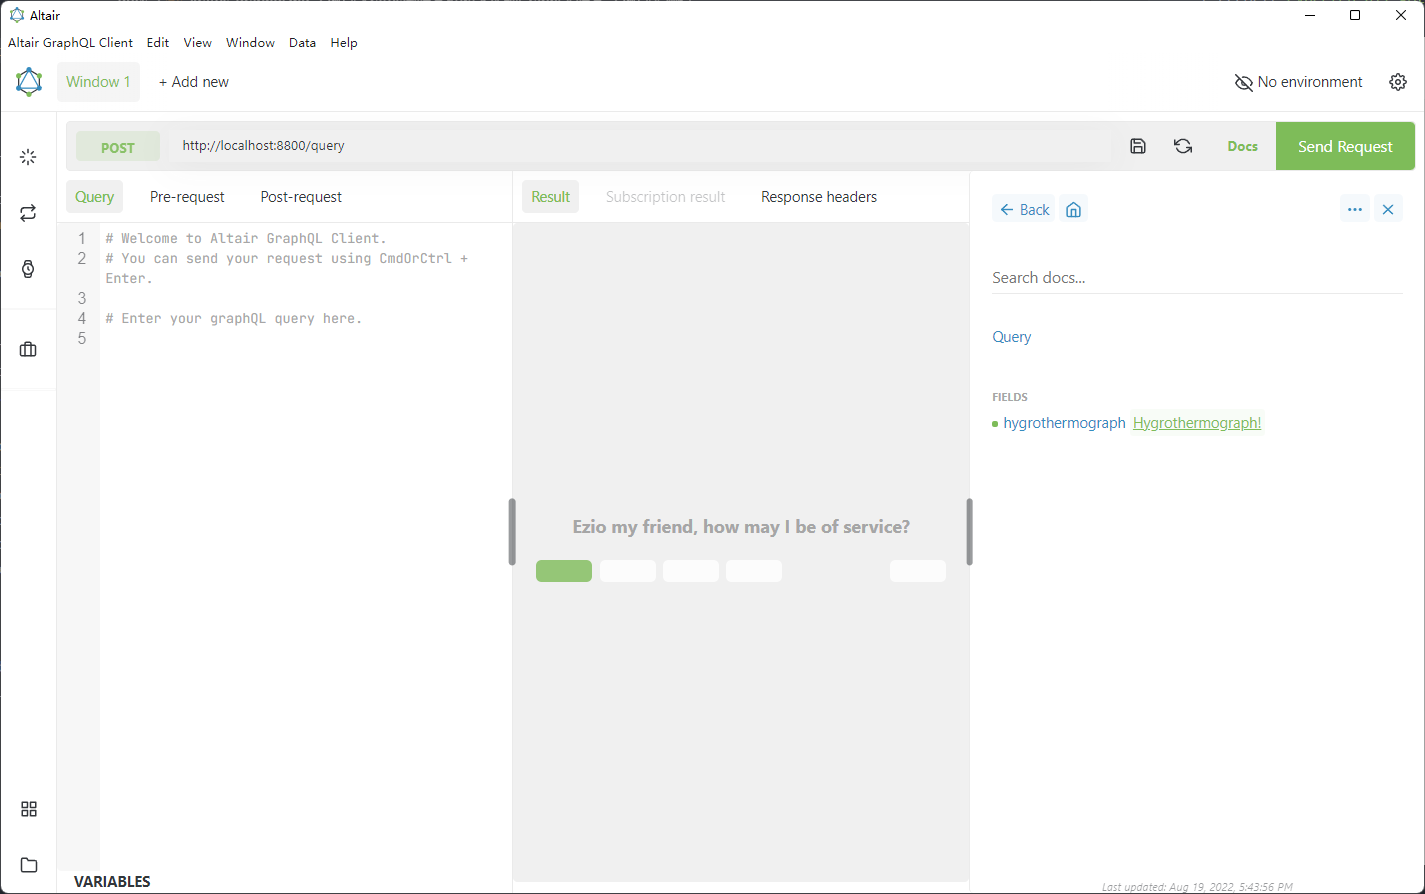 Altair
Altair GraphQL Client Edit View Window Data Help
Window 1 + Add new No environment
POST http://localhost:8800/query Docs Send Request
Query Pre-request Post-request Result Subscription result Response headers
Back
1 # Welcome to Altair GraphQL Client.
2 # You can send your request using CmdOrCtrl +
Enter.
3
4 # Enter your graphQL query here.
5
Ezio my friend, how may I be of service?
Search docs...
Query
FIELDS
hygrothermograph Hygrothermograph!
VARIABLES
Last updated: Aug 19, 2022, 5:43:56 PM